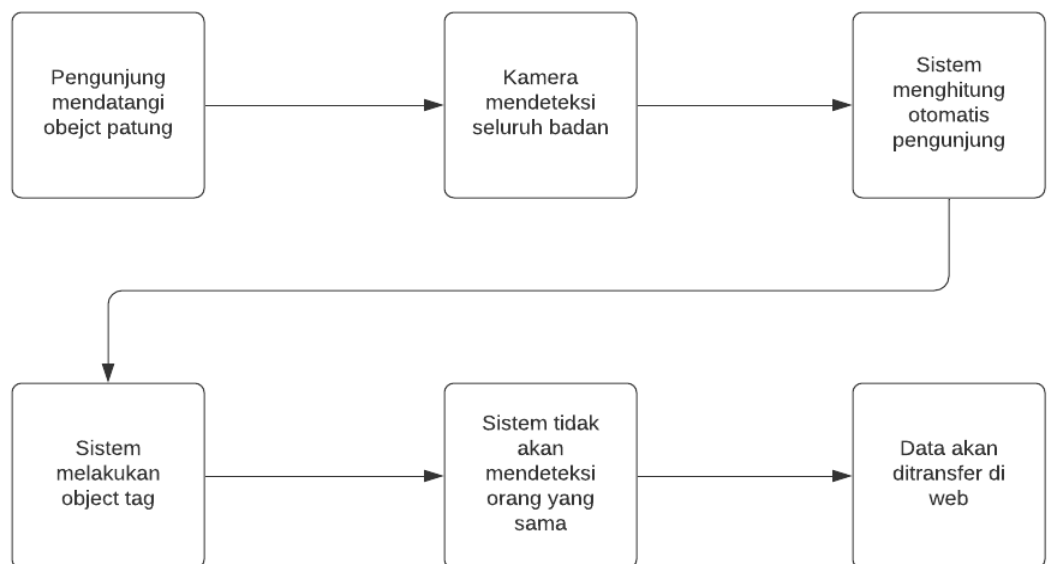 Pengunjung
mendatangi
obejct patung
Kamera
mendeteksi
seluruh badan
Sistem
menghitung
otomatis
pengunjung
Sistem
melakukan
object tag
Sistem tidak
akan
mendeteksi
orang yang
sama
Data akan
ditransfer di
web